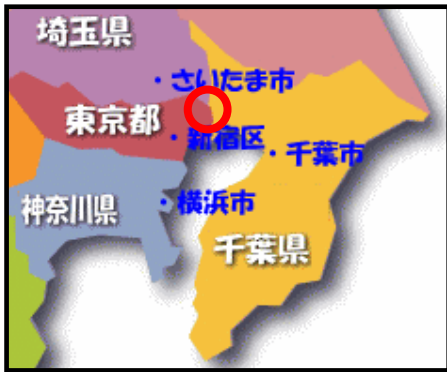 埼玉県
・さいたま市
東京都
・新宿区
・千葉市
神奈川県
・横浜市
千葉県